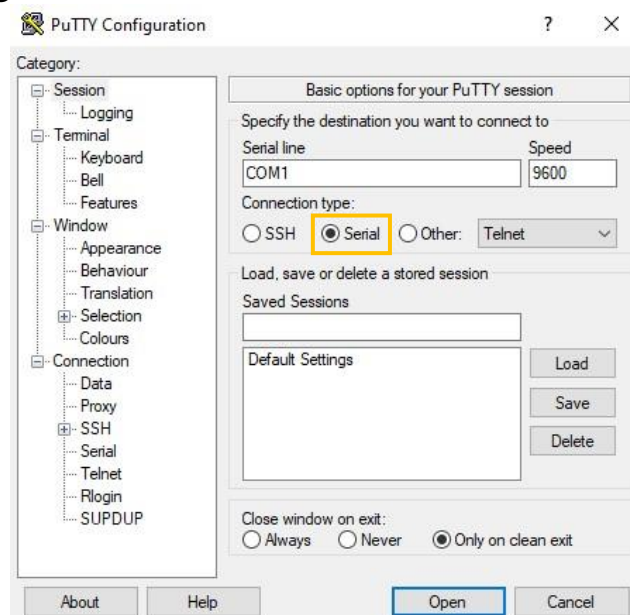 PuTTY Configuration
?
Category:
Session
Logging
Terminal
Keyboard
Bell
Features
Window
Appearance
Behaviour
Translation
Selection
Colours
Connection
Data
Proxy
SSH
Serial
Telnet
Rlogin
SUPDUP
Basic options for your PuTTY session
Specify the destination you want to connect to
Serial line Speed
COM1 9600
Connection type:
SSH Serial Other: Telnet
Load, save or delete a stored session
Saved Sessions
Default Settings
Load
Save
Delete
Close window on exit:
Always Never Only on clean exit
About Help Open Cancel